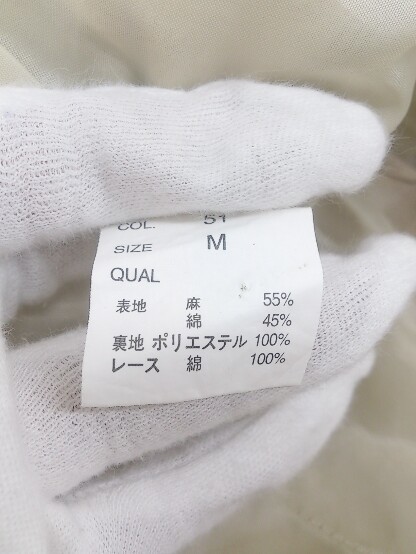 COL. 51
SIZE M
QUAL
表地 麻 55%
綿 45%
裏地 ポリエステル 100%
レース 綿 100%